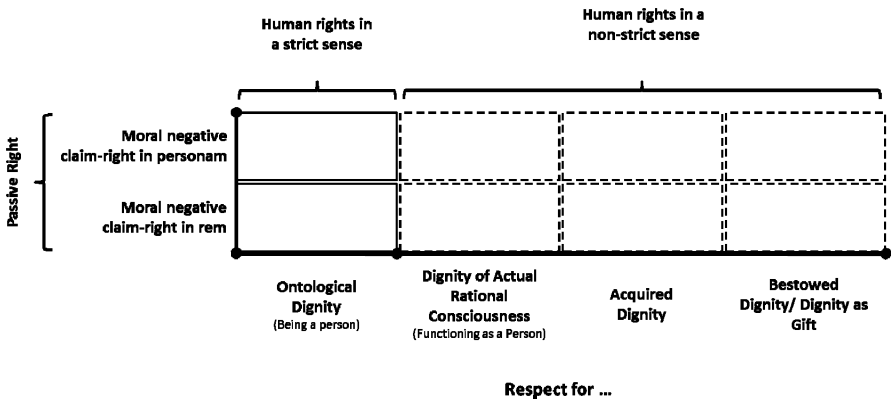 Human rights in
a strict sense
Human rights in a
non-strict sense
Passive Right
Moral negative
claim-right in personam
Moral negative
claim-right in rem
Ontological
Dignity
(Being a person)
Dignity of Actual
Rational
Consciousness
(Functioning as a Person)
Acquired
Dignity
Bestowed
Dignity/ Dignity as
Gift
Respect for ...